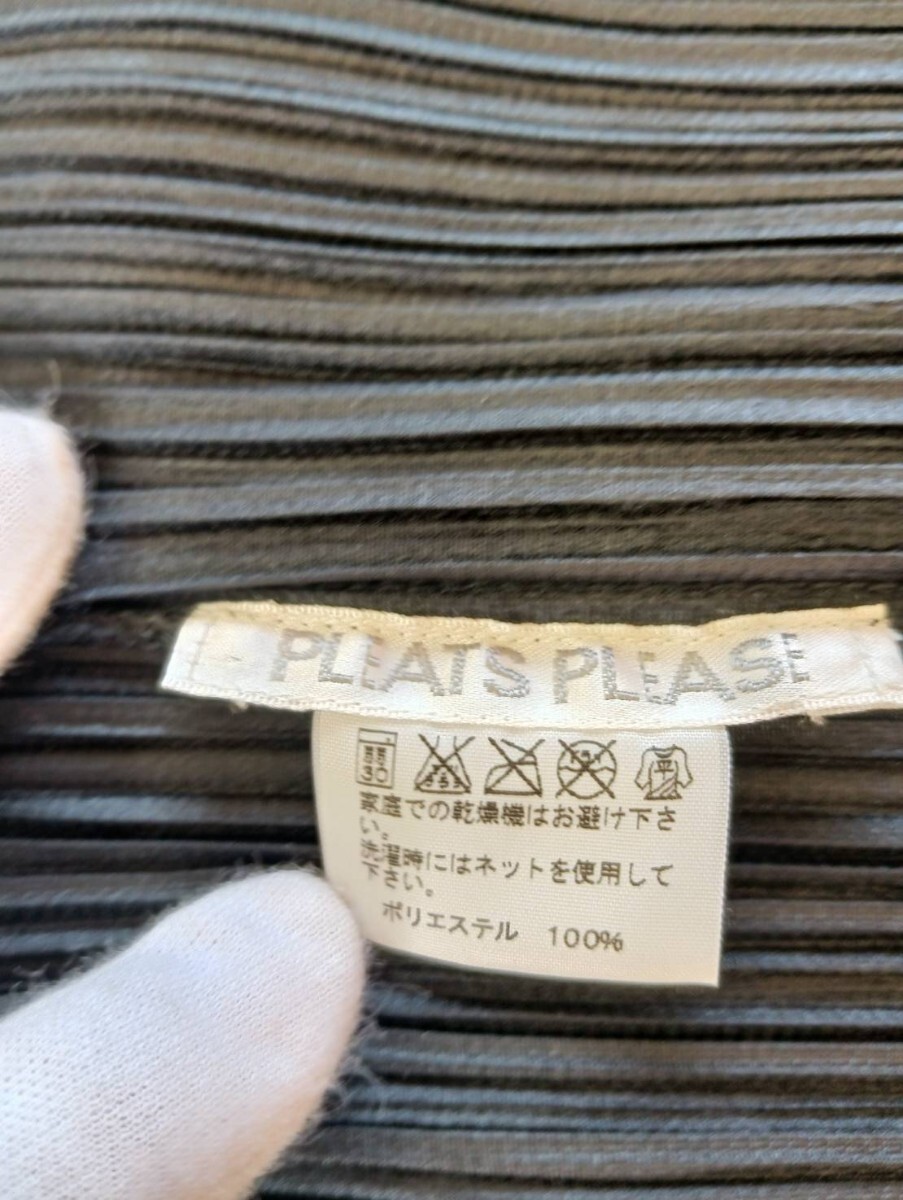 PLEATS PLEASE
家庭での乾燥機はお避け下さ
い。
洗濯時にはネットを使用して
下さい。
ポリエステル 100%